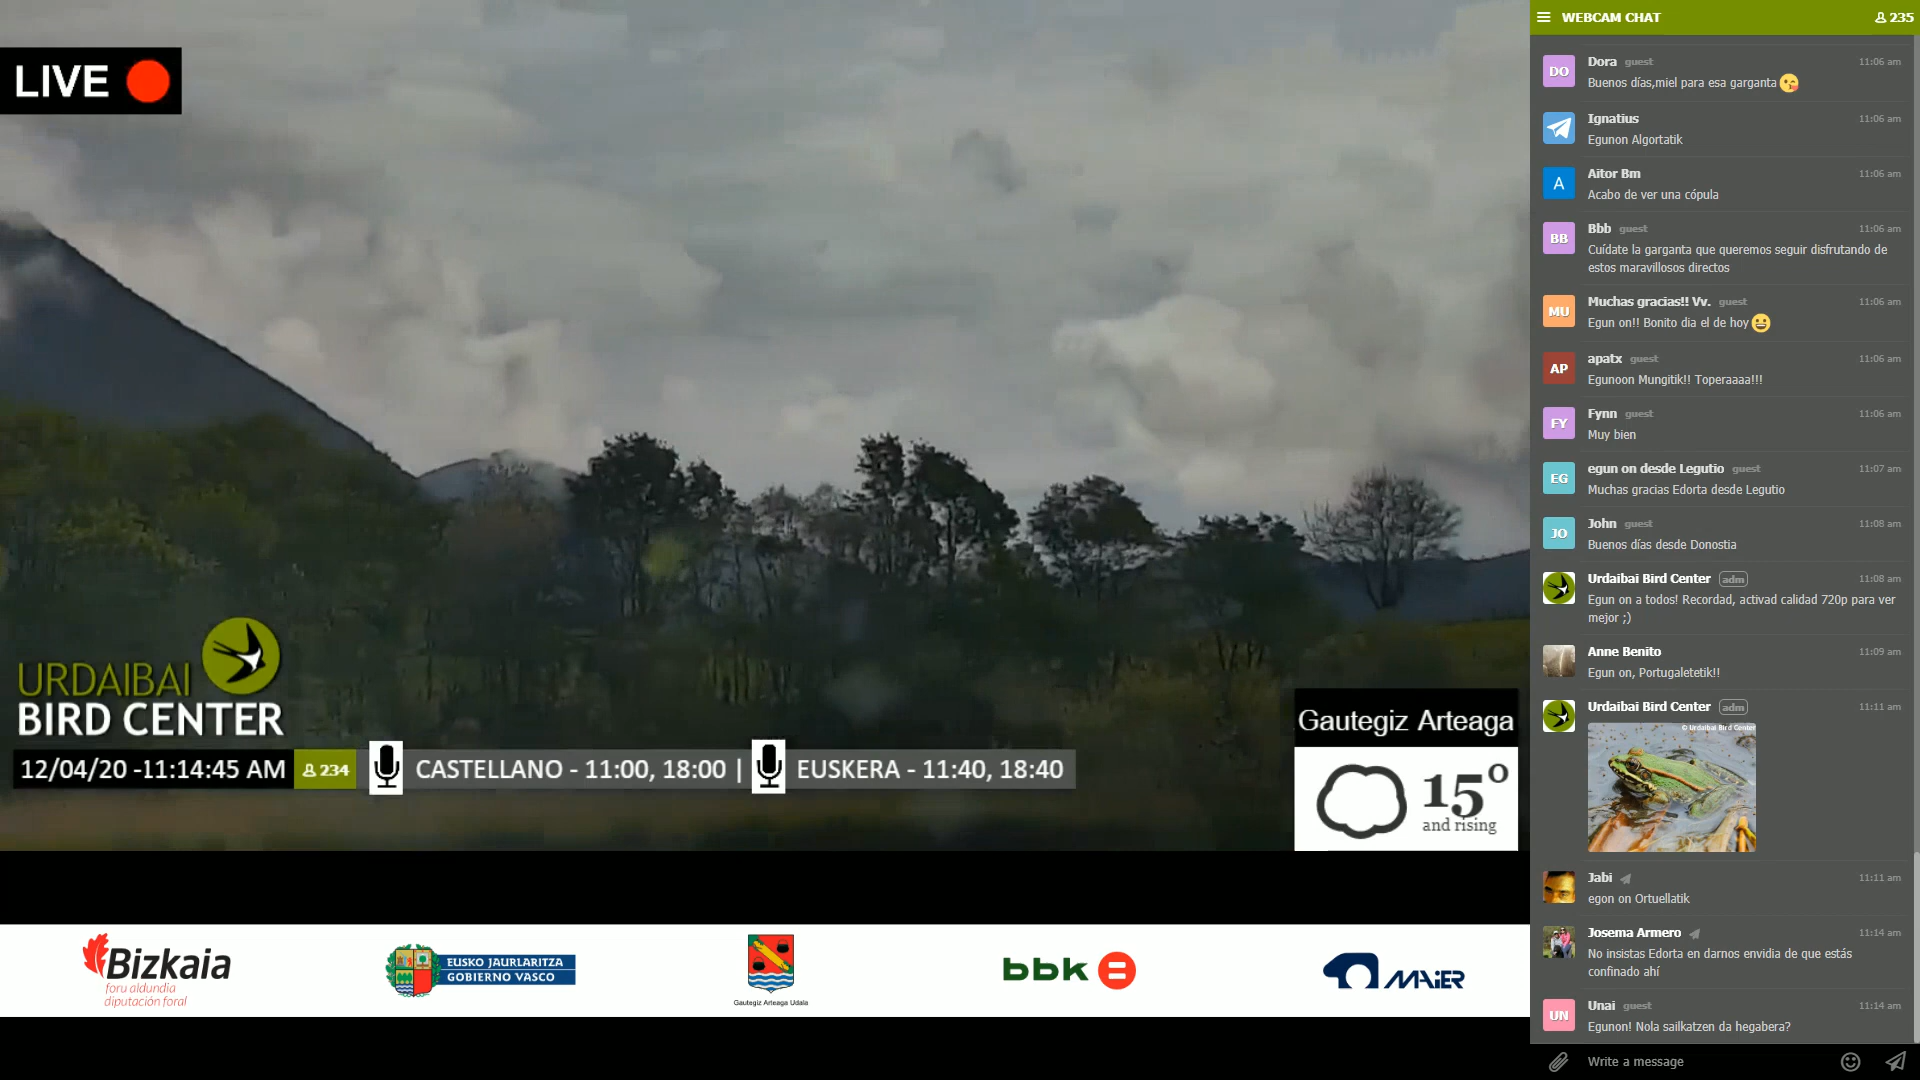 LIVE
URDAIBAI
BIRD CENTER
12/04/20 -11:14:45 AM
234
CASTELLANO - 11:00, 18:00 |
EUSKERA - 11:40, 18:40
Gautegiz Arteaga
15º
and rising
Bizkaia
foru aldundia
diputación foral
EUSKO JAURLARITZA
GOBIERNO VASCO
Gautegiz Arteaga Udala
bbk
MAIER
WEBCAM CHAT
235
DO
Dora guest 11:06 am
Buenos días,miel para esa garganta
Ignatius 11:06 am
Egunon Algortatik
A
Aitor Bm 11:06 am
Acabo de ver una cópula
BB
Bbb guest 11:06 am
Cuídate la garganta que queremos seguir disfrutando de
estos maravillosos directos
MU
Muchas gracias!! Vv. guest 11:06 am
Egun on!! Bonito dia el de hoy
AP
apatx guest 11:06 am
Egunoon Mungitik!! Toperaaaa!!!
FY
Fynn guest 11:06 am
Muy bien
EG
egun on desde Legutio guest 11:07 am
Muchas gracias Edorta desde Legutio
JO
John guest 11:08 am
Buenos días desde Donostia
Urdaibai Bird Center adm 11:08 am
Egun on a todos! Recordad, activad calidad 720p para ver
mejor ;)
Anne Benito 11:09 am
Egun on, Portugaletetik!!
Urdaibai Bird Center adm 11:11 am
© Urdaibai Bird Center
Jabi 11:11 am
egon on Ortuellatik
Josema Armero 11:14 am
No insistas Edorta en darnos envidia de que estás
confinado ahí
UN
Unai guest 11:14 am
Egunon! Nola sailkatzen da hegabera?
Write a message